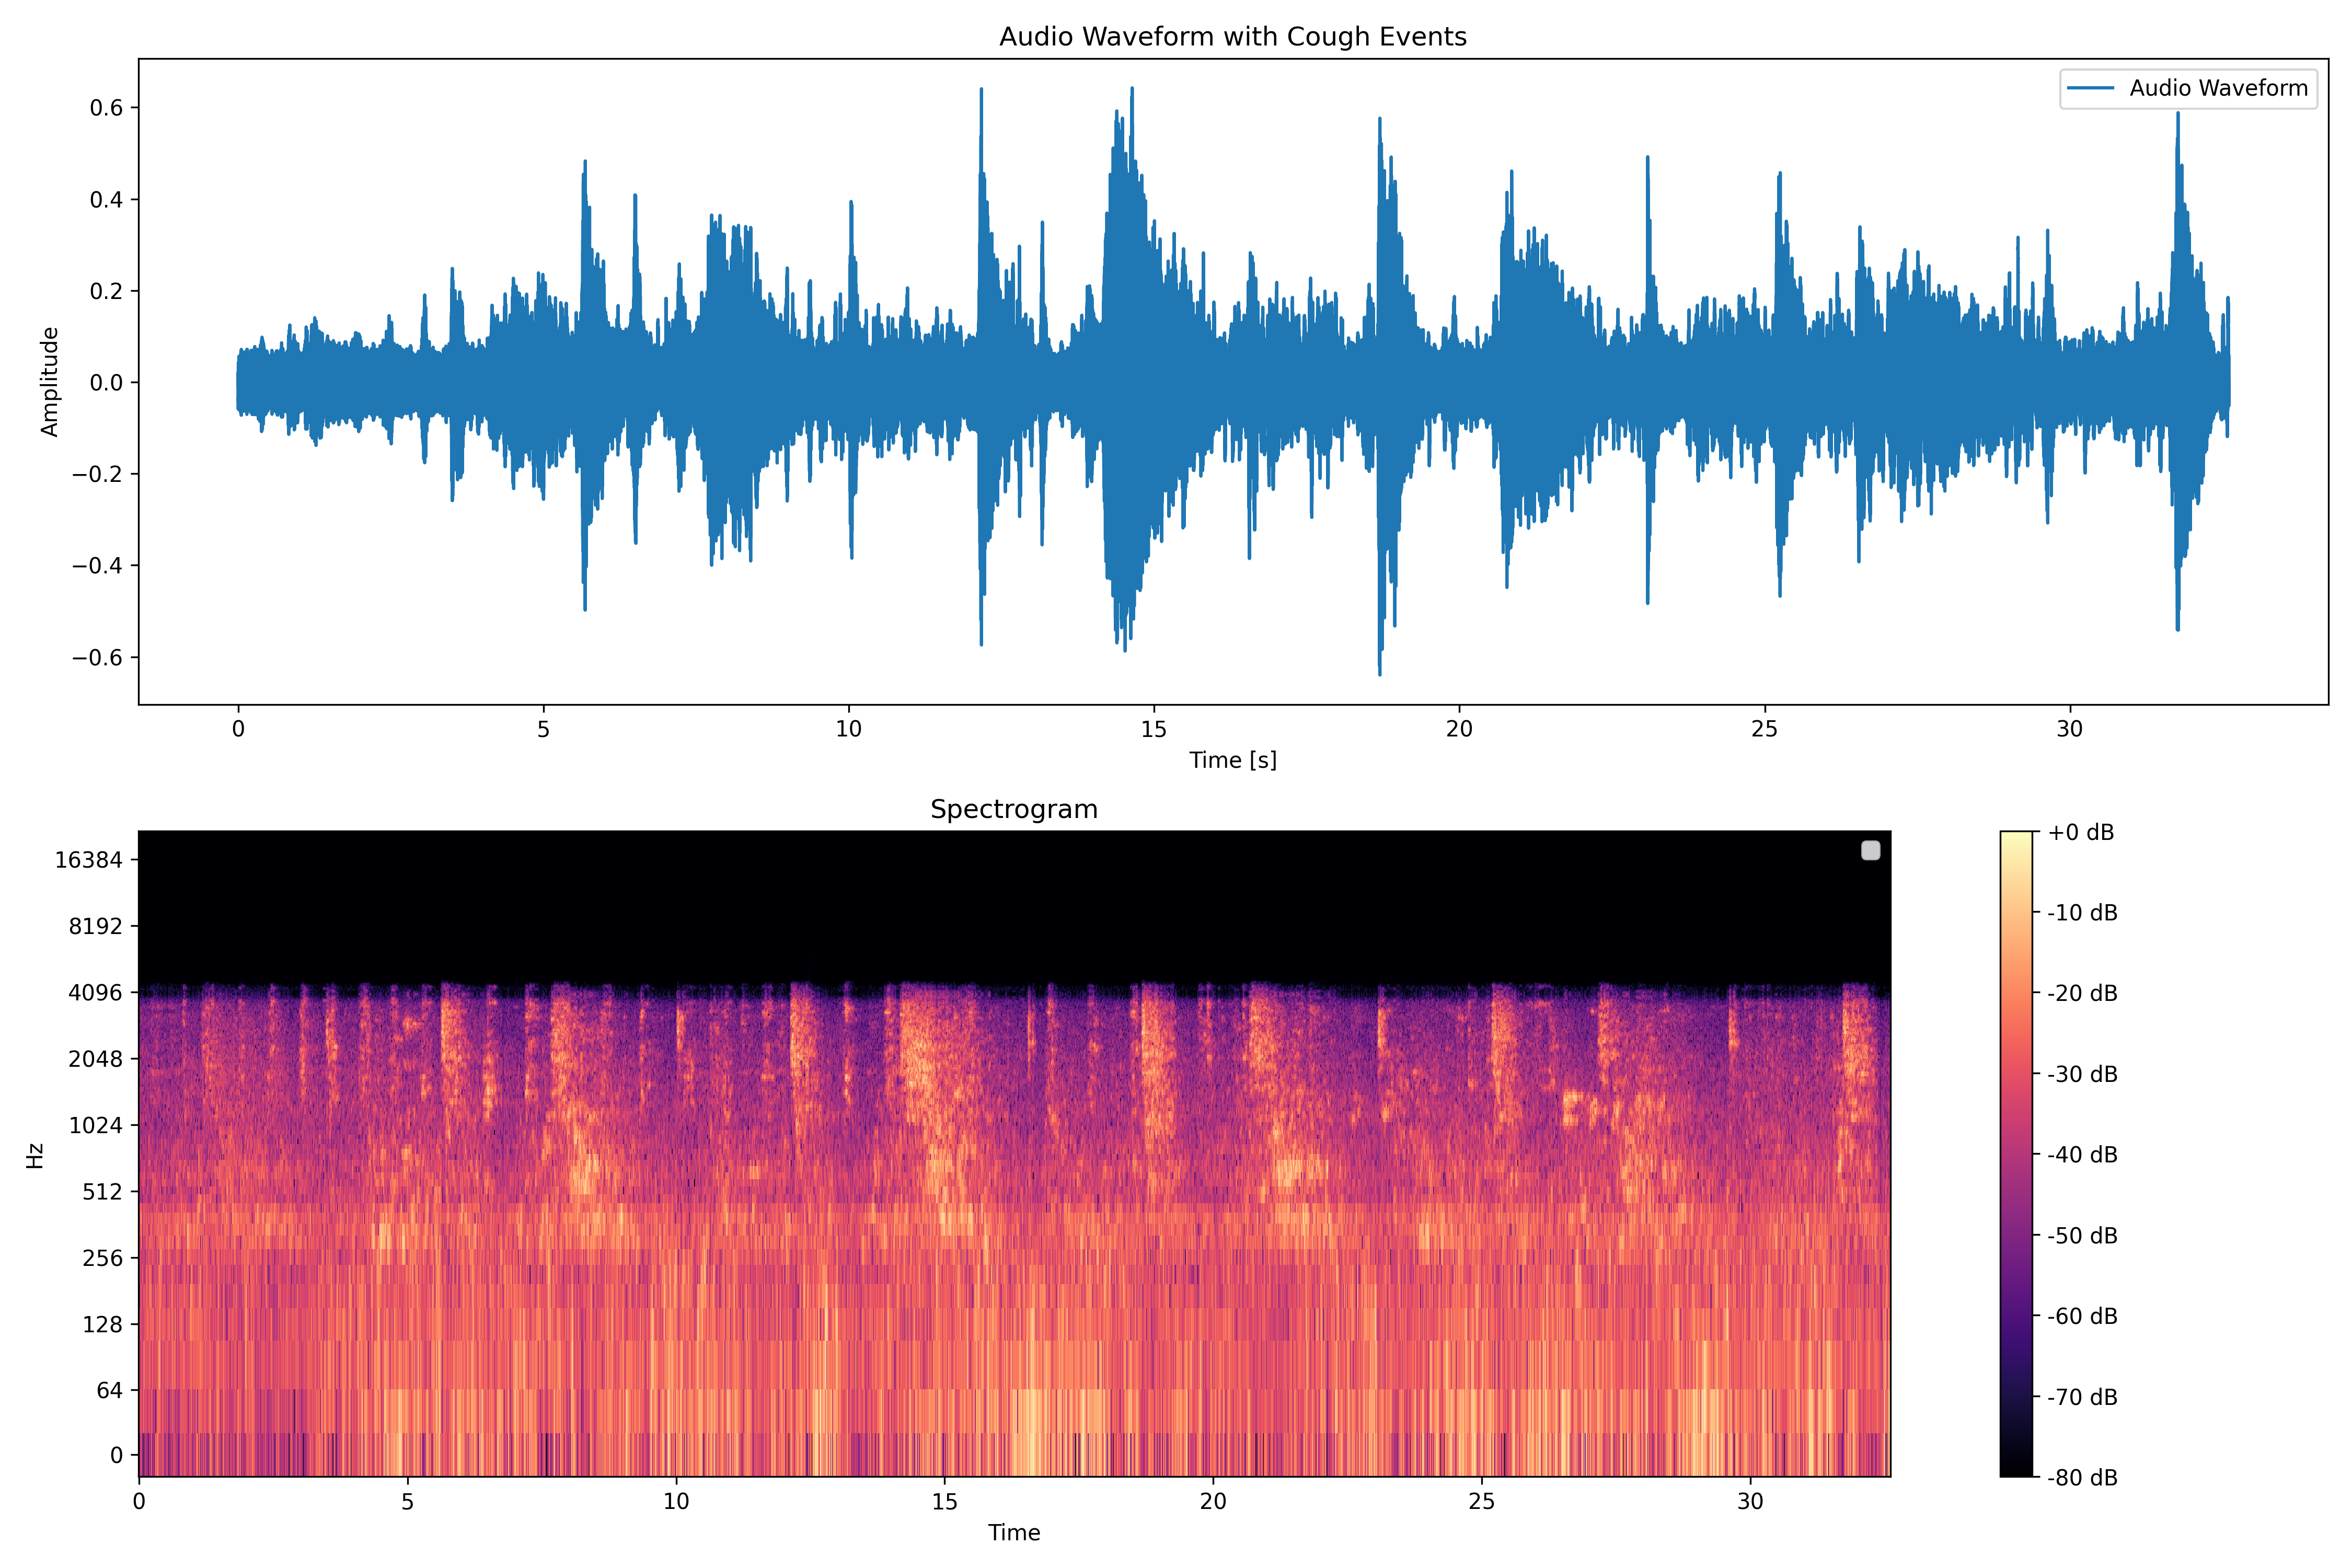 Audio Waveform with Cough Events
Audio Waveform
0.6
0.4
0.2
0.0
−0.2
−0.4
−0.6
Amplitude
0 5 10 15 20 25 30
Time [s]
Spectrogram
16384
8192
4096
2048
1024
512
256
128
64
0
Hz
0 5 10 15 20 25 30
Time
+0 dB
-10 dB
-20 dB
-30 dB
-40 dB
-50 dB
-60 dB
-70 dB
-80 dB